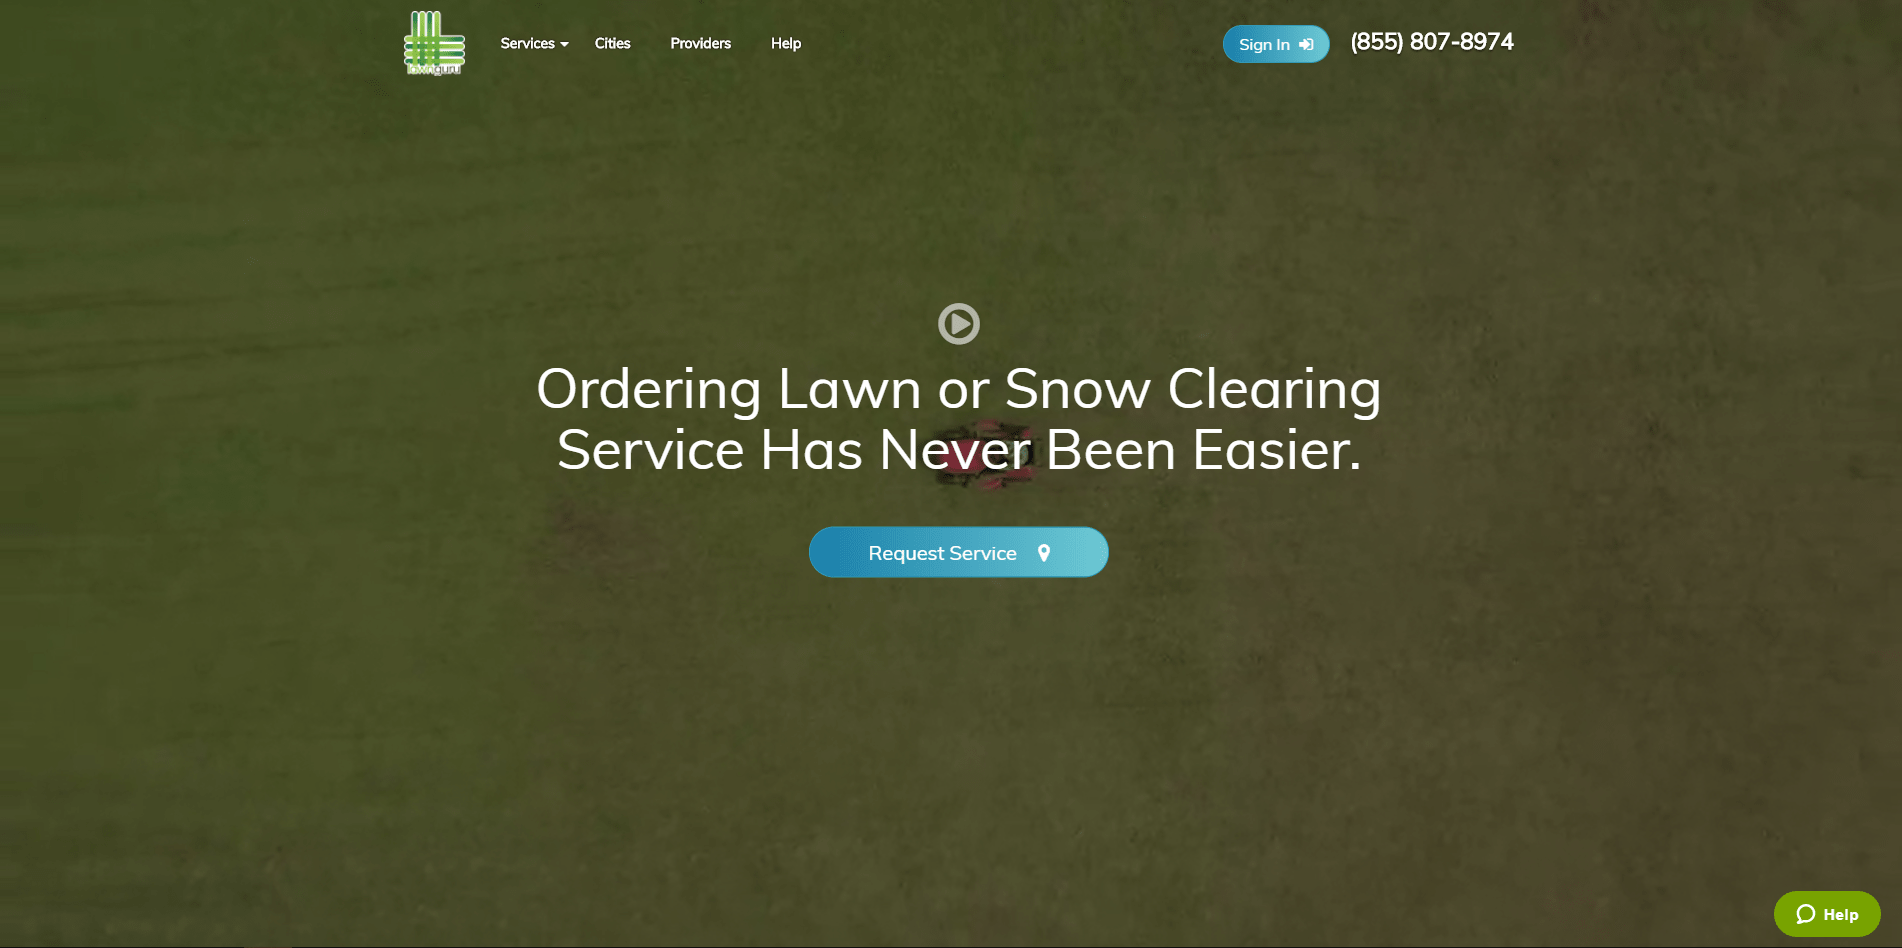 lawnguru
Services
Cities
Providers
Help
Sign In
(855) 807-8974
Ordering Lawn or Snow Clearing
Service Has Never Been Easier.
Request Service
Help